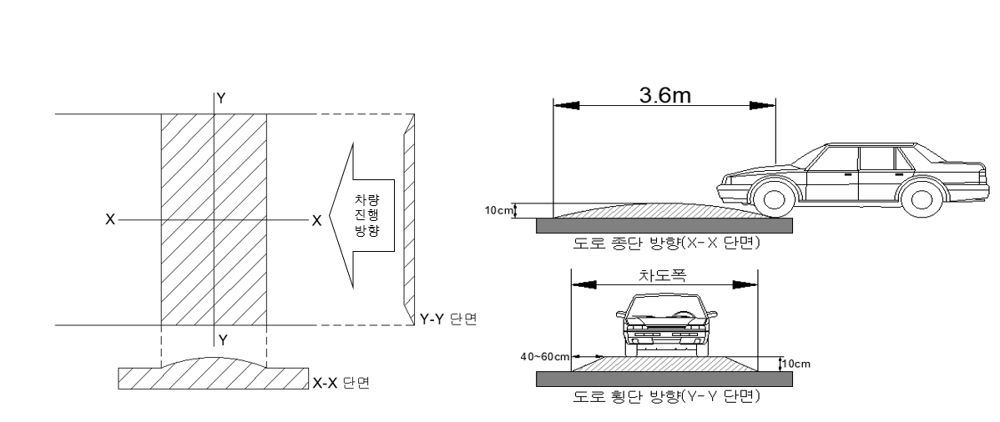 Y
X
X
차량
진행
방향
Y
Y-Y 단면
X-X 단면
3.6m
10cm
도로 종단 방향(X-X 단면)
차도폭
40~60cm
10cm
도로 횡단 방향(Y-Y 단면)